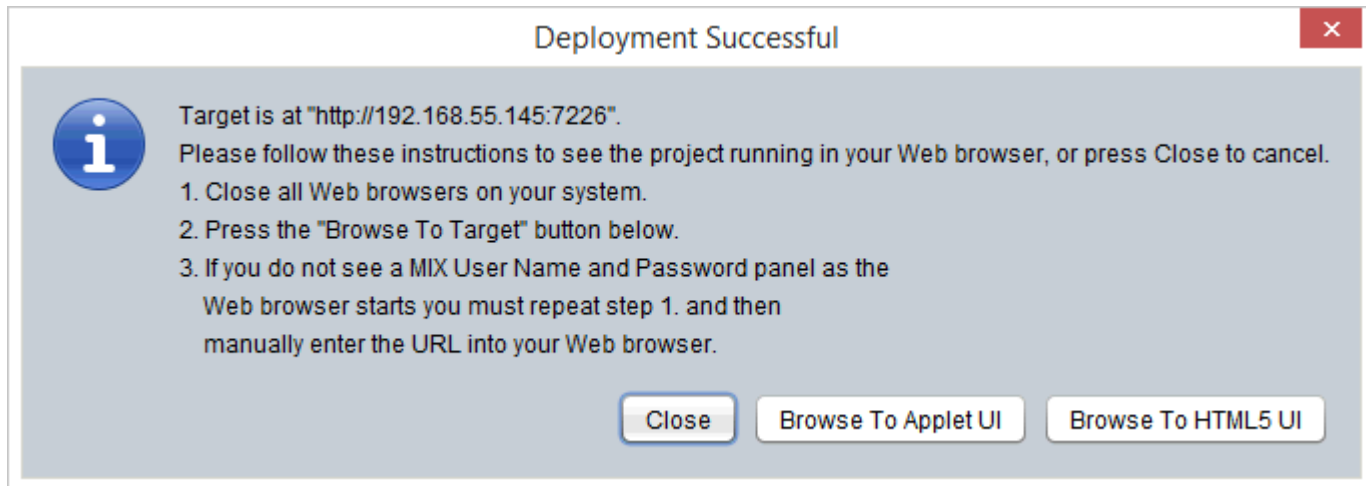 Deployment Successful
Target is at "http://192.168.55.145:7226".
Please follow these instructions to see the project running in your Web browser, or press Close to cancel.
1. Close all Web browsers on your system.
2. Press the "Browse To Target" button below.
3. If you do not see a MIX User Name and Password panel as the
Web browser starts you must repeat step 1. and then
manually enter the URL into your Web browser.
Close Browse To Applet UI Browse To HTML5 UI